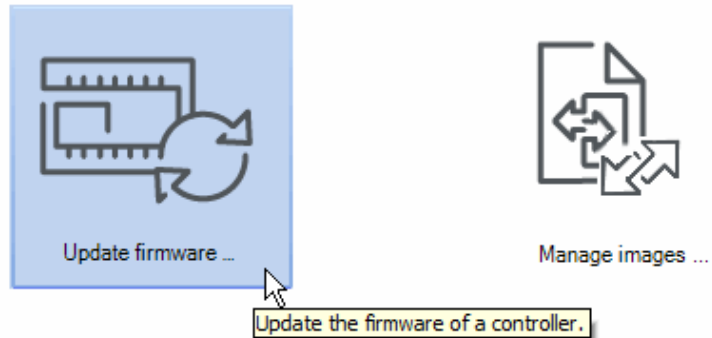 Update firmware ...
Manage images ...
Update the firmware of a controller.